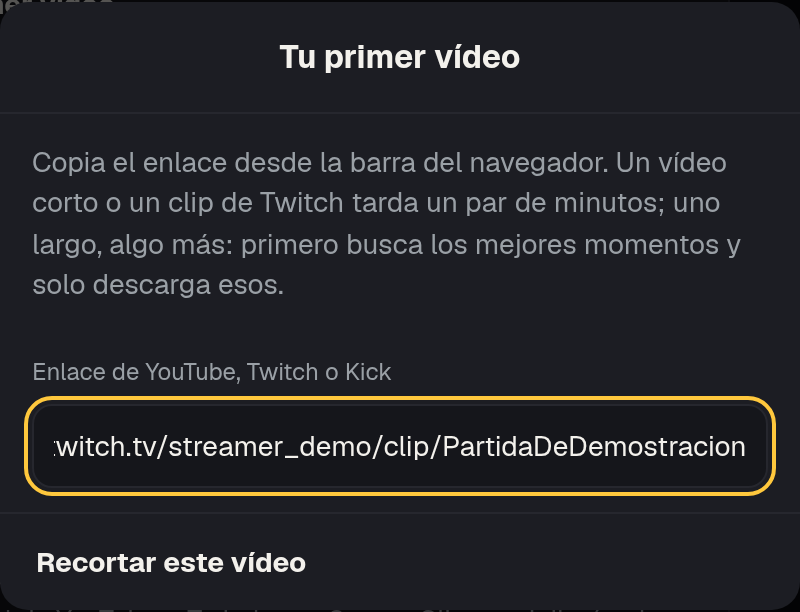 Tu primer vídeo
Copia el enlace desde la barra del navegador. Un vídeo
corto o un clip de Twitch tarda un par de minutos; uno
largo, algo más: primero busca los mejores momentos y
solo descarga esos.
Enlace de YouTube, Twitch o Kick
witch.tv/streamer_demo/clip/PartidaDeDemostracion
Recortar este vídeo